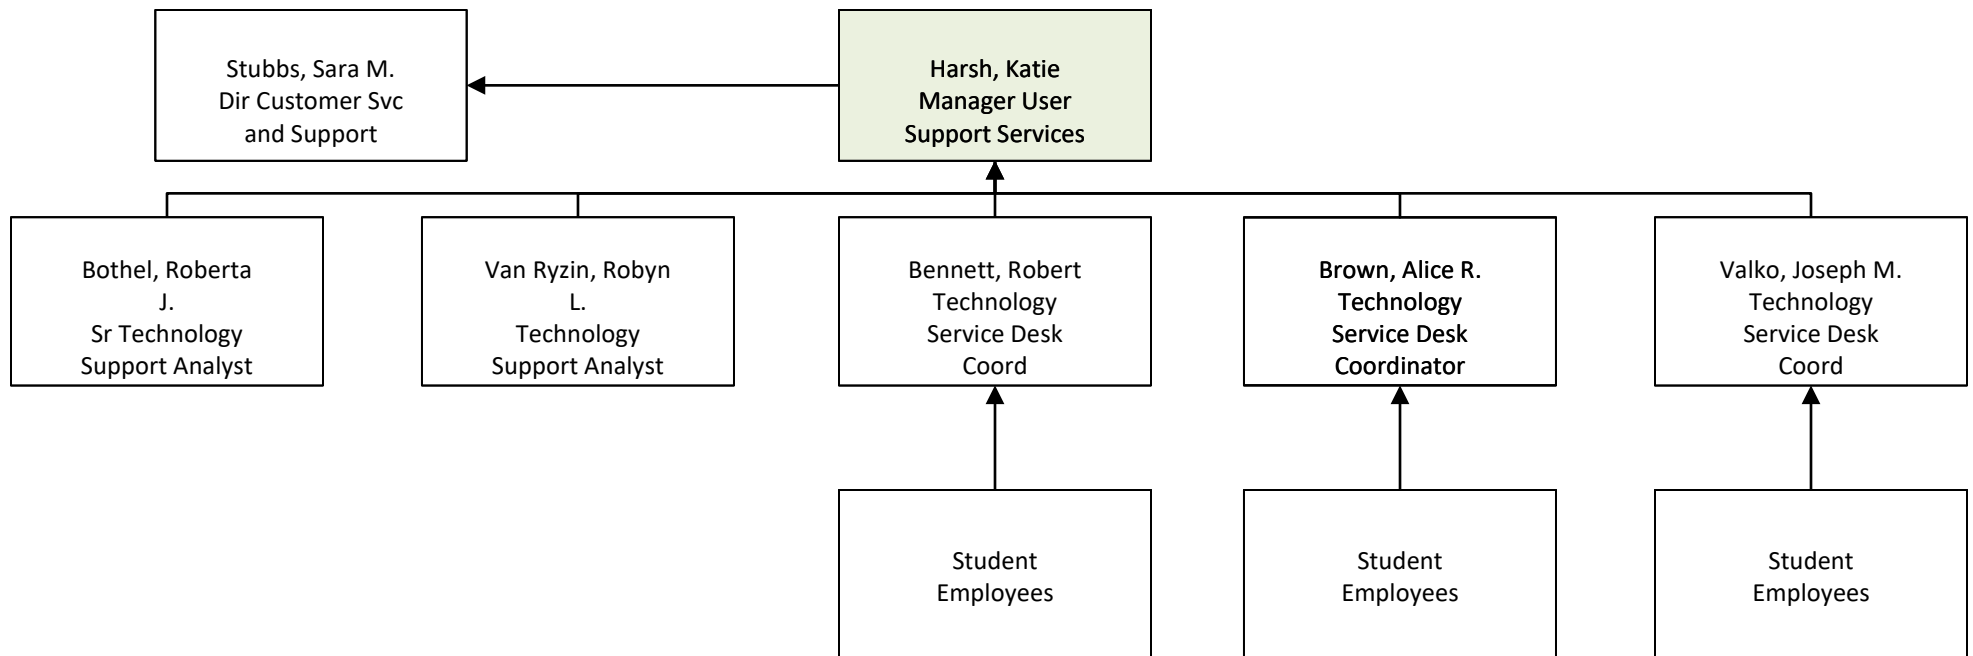 Stubbs, Sara M.
Dir Customer Svc
and Support
Harsh, Katie
Manager User
Support Services
Bothel, Roberta
J.
Sr Technology
Support Analyst
Van Ryzin, Robyn
L.
Technology
Support Analyst
Bennett, Robert
Technology
Service Desk
Coord
Brown, Alice R.
Technology
Service Desk
Coordinator
Valko, Joseph M.
Technology
Service Desk
Coord
Student
Employees
Student
Employees
Student
Employees